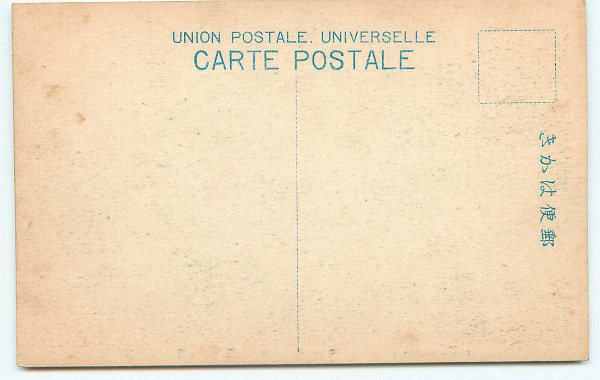 UNION POSTALE. UNIVERSELLE
CARTE POSTALE
郵便はかき